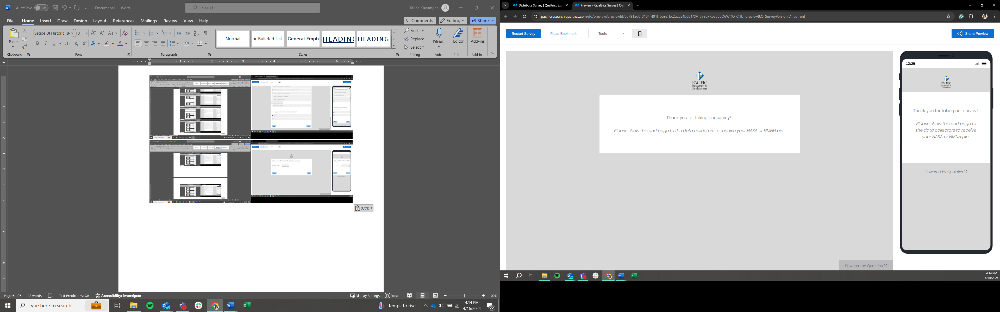 AutoSave Off
Document1 - Word
Search
Taline Kuyumjian
File Home Insert Draw Design Layout References Mailings Review View Help
Comments Editing Share
Paste
Segoe UI Historic (B 10
Aa
Normal
Bulleted List
General Emph
HEADING
HEADING
Find
Replace
Select
Dictate
Editor
Add-ins
Clipboard Font Paragraph Styles Editing Voice Editor Add-ins
(Ctrl)
Page 6 of 6 22 words Text Predictions: On Accessibility: Investigate
Display Settings Focus 100%
Type here to search
Temps to rise
4:14 PM
4/16/2024
22
Distribute Survey | Qualtrics Exp
Preview - Qualtrics Survey | Qua
pacificresearch.qualtrics.com/jfe/preview/previewId/8e7915d0-3184-491f-be92-bc2a2c54b6b1/SV_57SePKbS35aO6Wi?Q_CHL=preview&Q_SurveyVersionID=current
Restart Survey
Place Bookmark
Tools
Share Preview
PACIFIC
Research &
Evaluation
Thank you for taking our survey!
Please show this end page to the data collectors to receive your NASA or NMNH pin.
Powered by Qualtrics
12:29
PACIFIC
Research &
Evaluation
Thank you for taking our survey!
Please show this end page to
the data collectors to receive
your NASA or NMNH pin.
Powered by Qualtrics
4:14 PM
4/16/2024